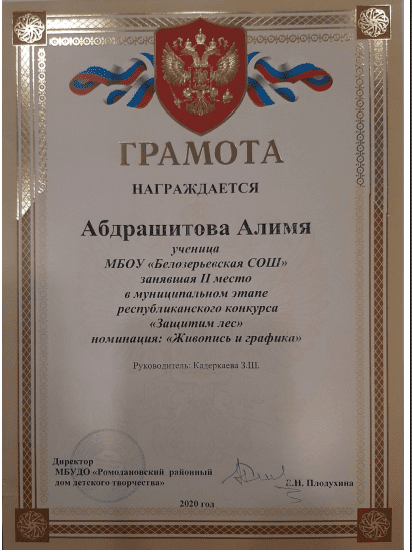 ГРАМОТА
НАГРАЖДАЕТСЯ
Абдрашитова Алимя
ученица
МБОУ «Белозерьевская СОШ»
занявшая II место
в муниципальном этапе
республиканского конкурса
«Защитим лес»
номинация: «Живопись и графика»
Руководитель: Кадеркаева З.Ш.
Директор
МБУДО «Ромодановский районный
дом детского творчества»
Е.Н. Плодухина
2020 год